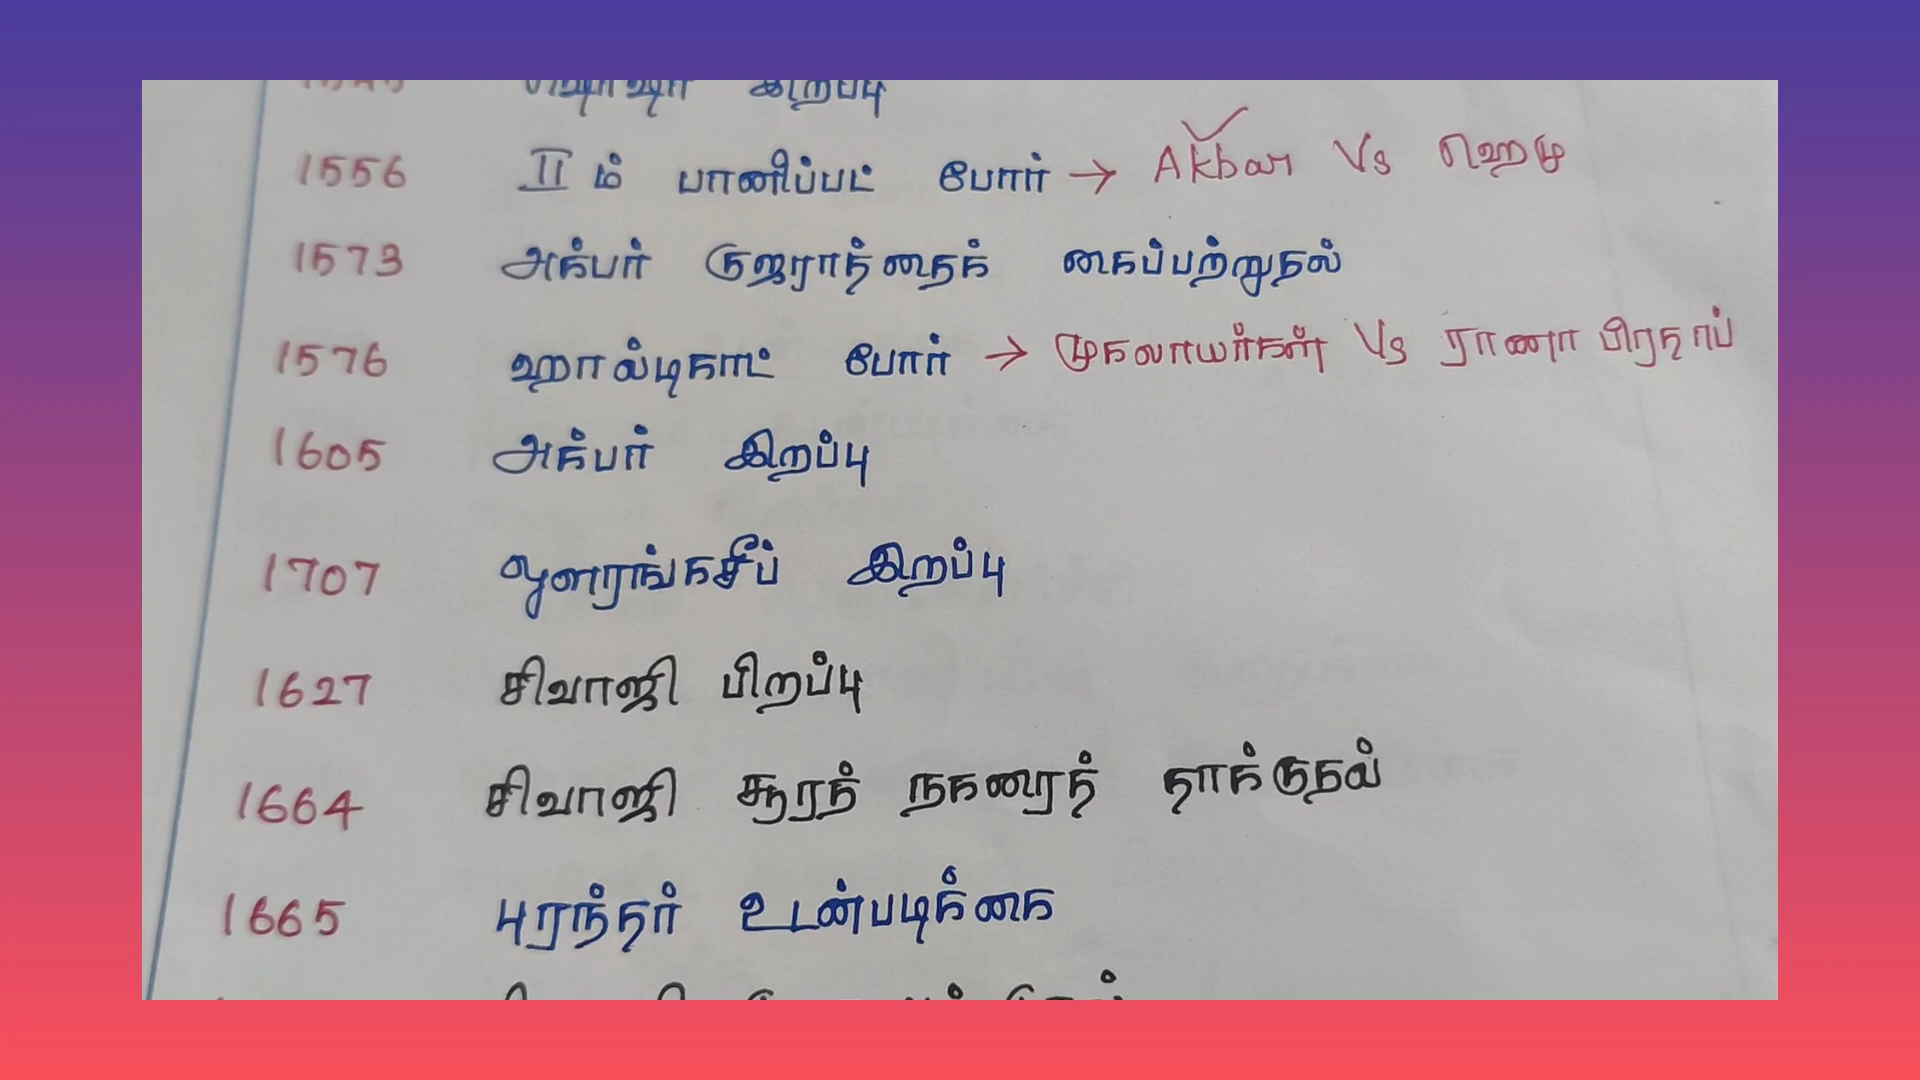 இறப்பு
1556 II ம் பானிப்பட் போர் → Akbar Vs ஹெமு
1573 அக்பர் குஜராத்தைக் கைப்பற்றுதல்
1576 ஹால்டிகாட் போர் → முகலாயர்கள் Vs ராணா பிரதாப்
1605 அக்பர் இறப்பு
1707 ஔரங்கசீப் இறப்பு
1627 சிவாஜி பிறப்பு
1664 சிவாஜி சூரத் நகரைத் தாக்குதல்
1665 புரந்தர் உடன்படிக்கை